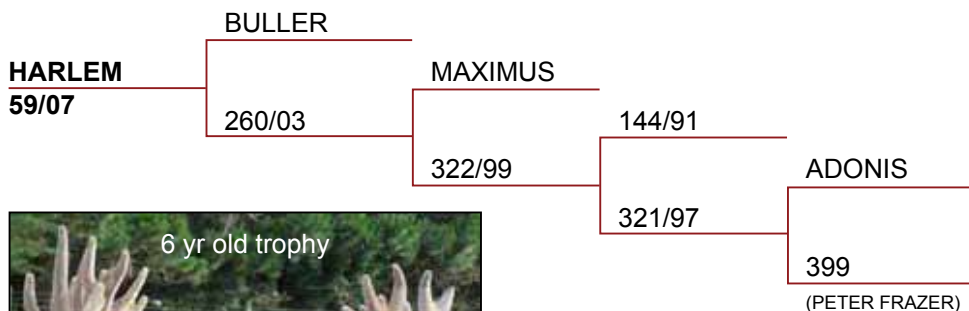 BULLER
HARLEM
59/07
MAXIMUS
260/03
144/91
322/99
ADONIS
321/97
399
(PETER FRAZER)
6 yr old trophy